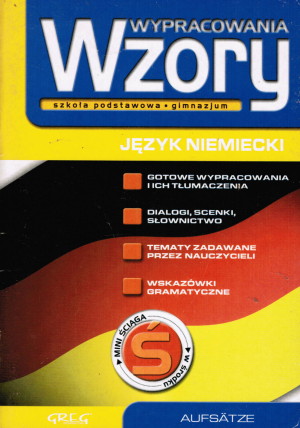 WYPRACOWANIA
Wzory
szkoła podstawowa • gimnazjum
JĘZYK NIEMIECKI
GOTOWE WYPRACOWANIA
I ICH TŁUMACZENIA
DIALOGI, SCENKI,
SŁOWNICTWO
TEMATY ZADAWANE
PRZEZ NAUCZYCIELI
WSKAZÓWKI
GRAMATYCZNE
MINI ŚCIĄGA
Ś
w środku
GREG
AUFSÄTZE